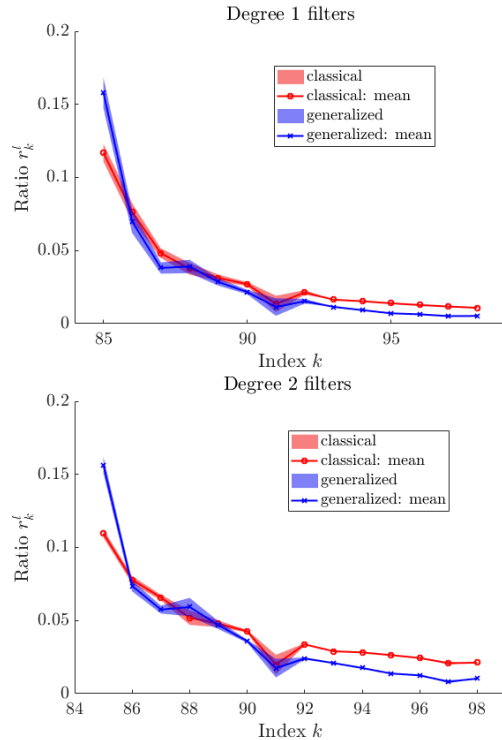 Degree 1 filters
0.2
0.15
0.1
0.05
0
Ratio r_k^l
classical
classical: mean
generalized
generalized: mean
85 90 95
Index k
Degree 2 filters
0.2
0.15
0.1
0.05
0
Ratio r_k^l
classical
classical: mean
generalized
generalized: mean
84 86 88 90 92 94 96 98
Index k